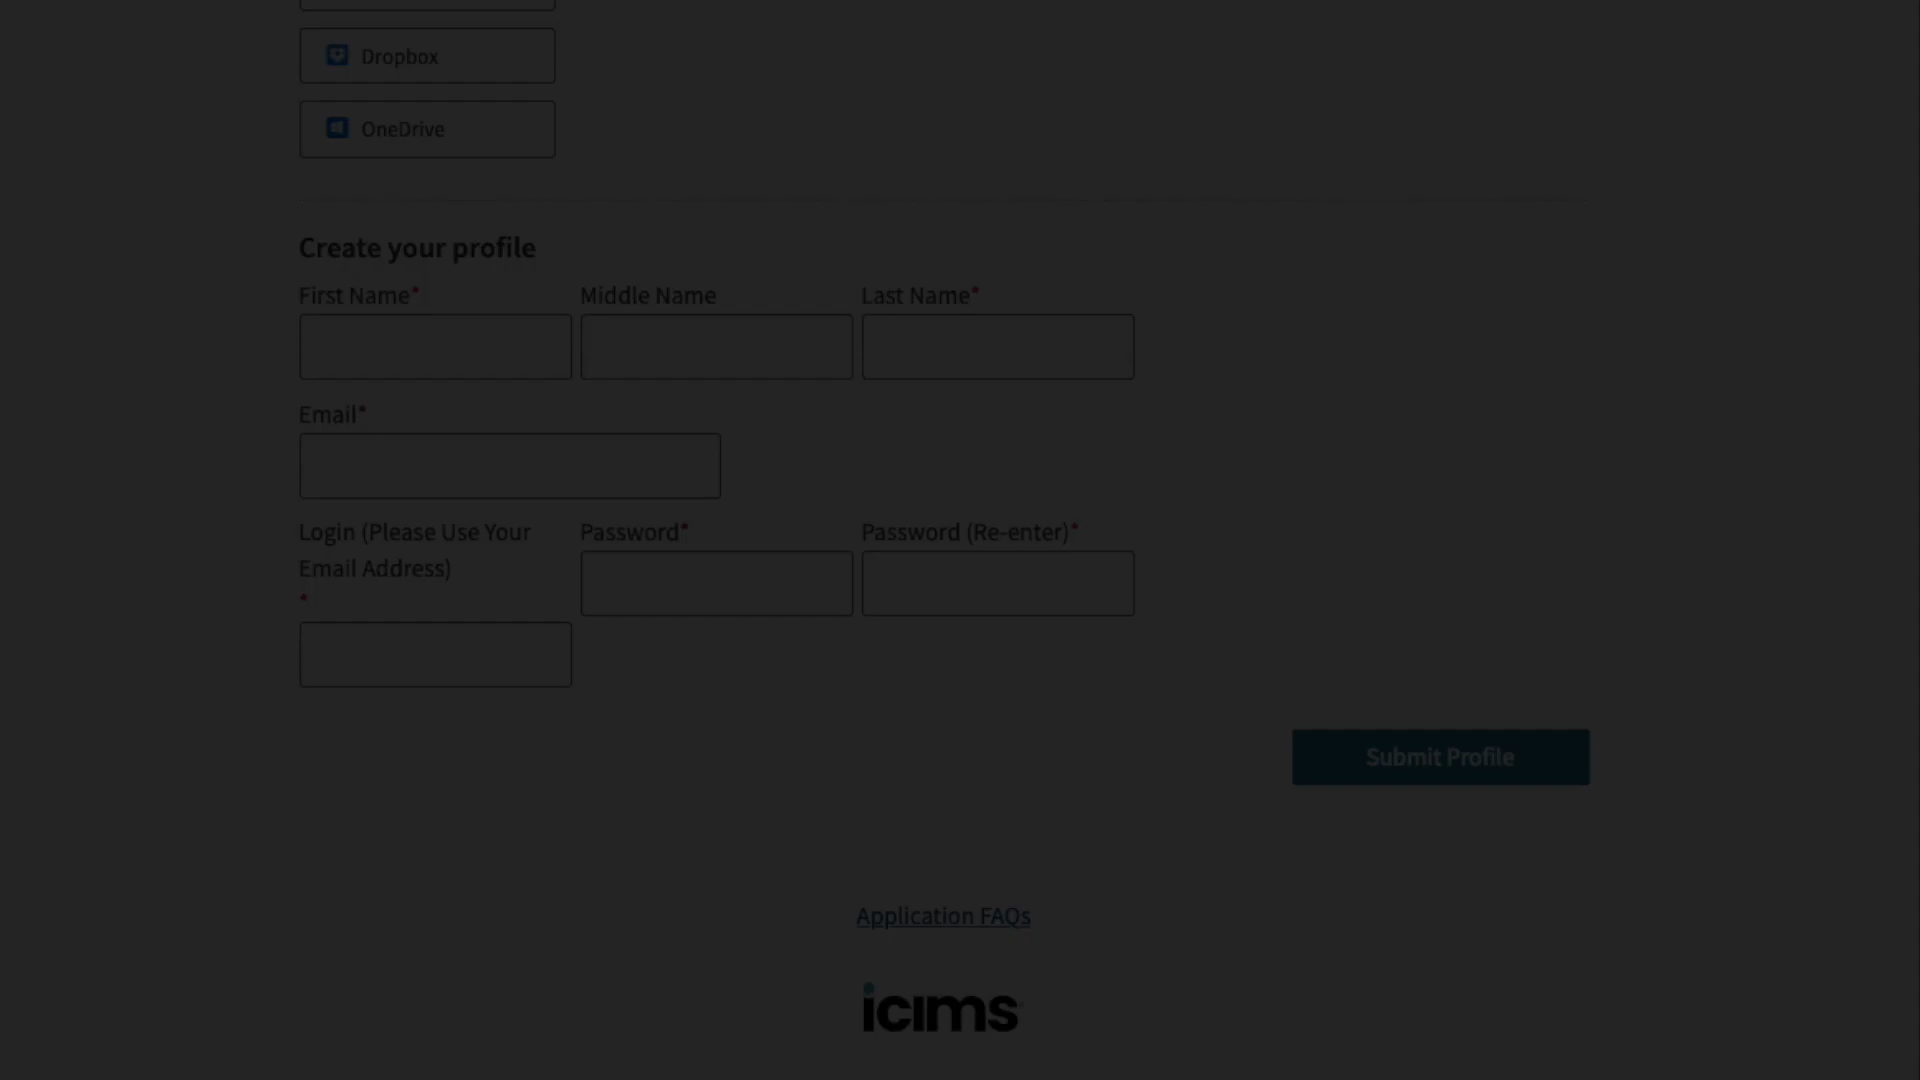 Dropbox
OneDrive
Create your profile
First Name* Middle Name Last Name*
Email*
Login (Please Use Your Password* Password (Re-enter)*
Email Address)
*
Submit Profile
Application FAQs
icims